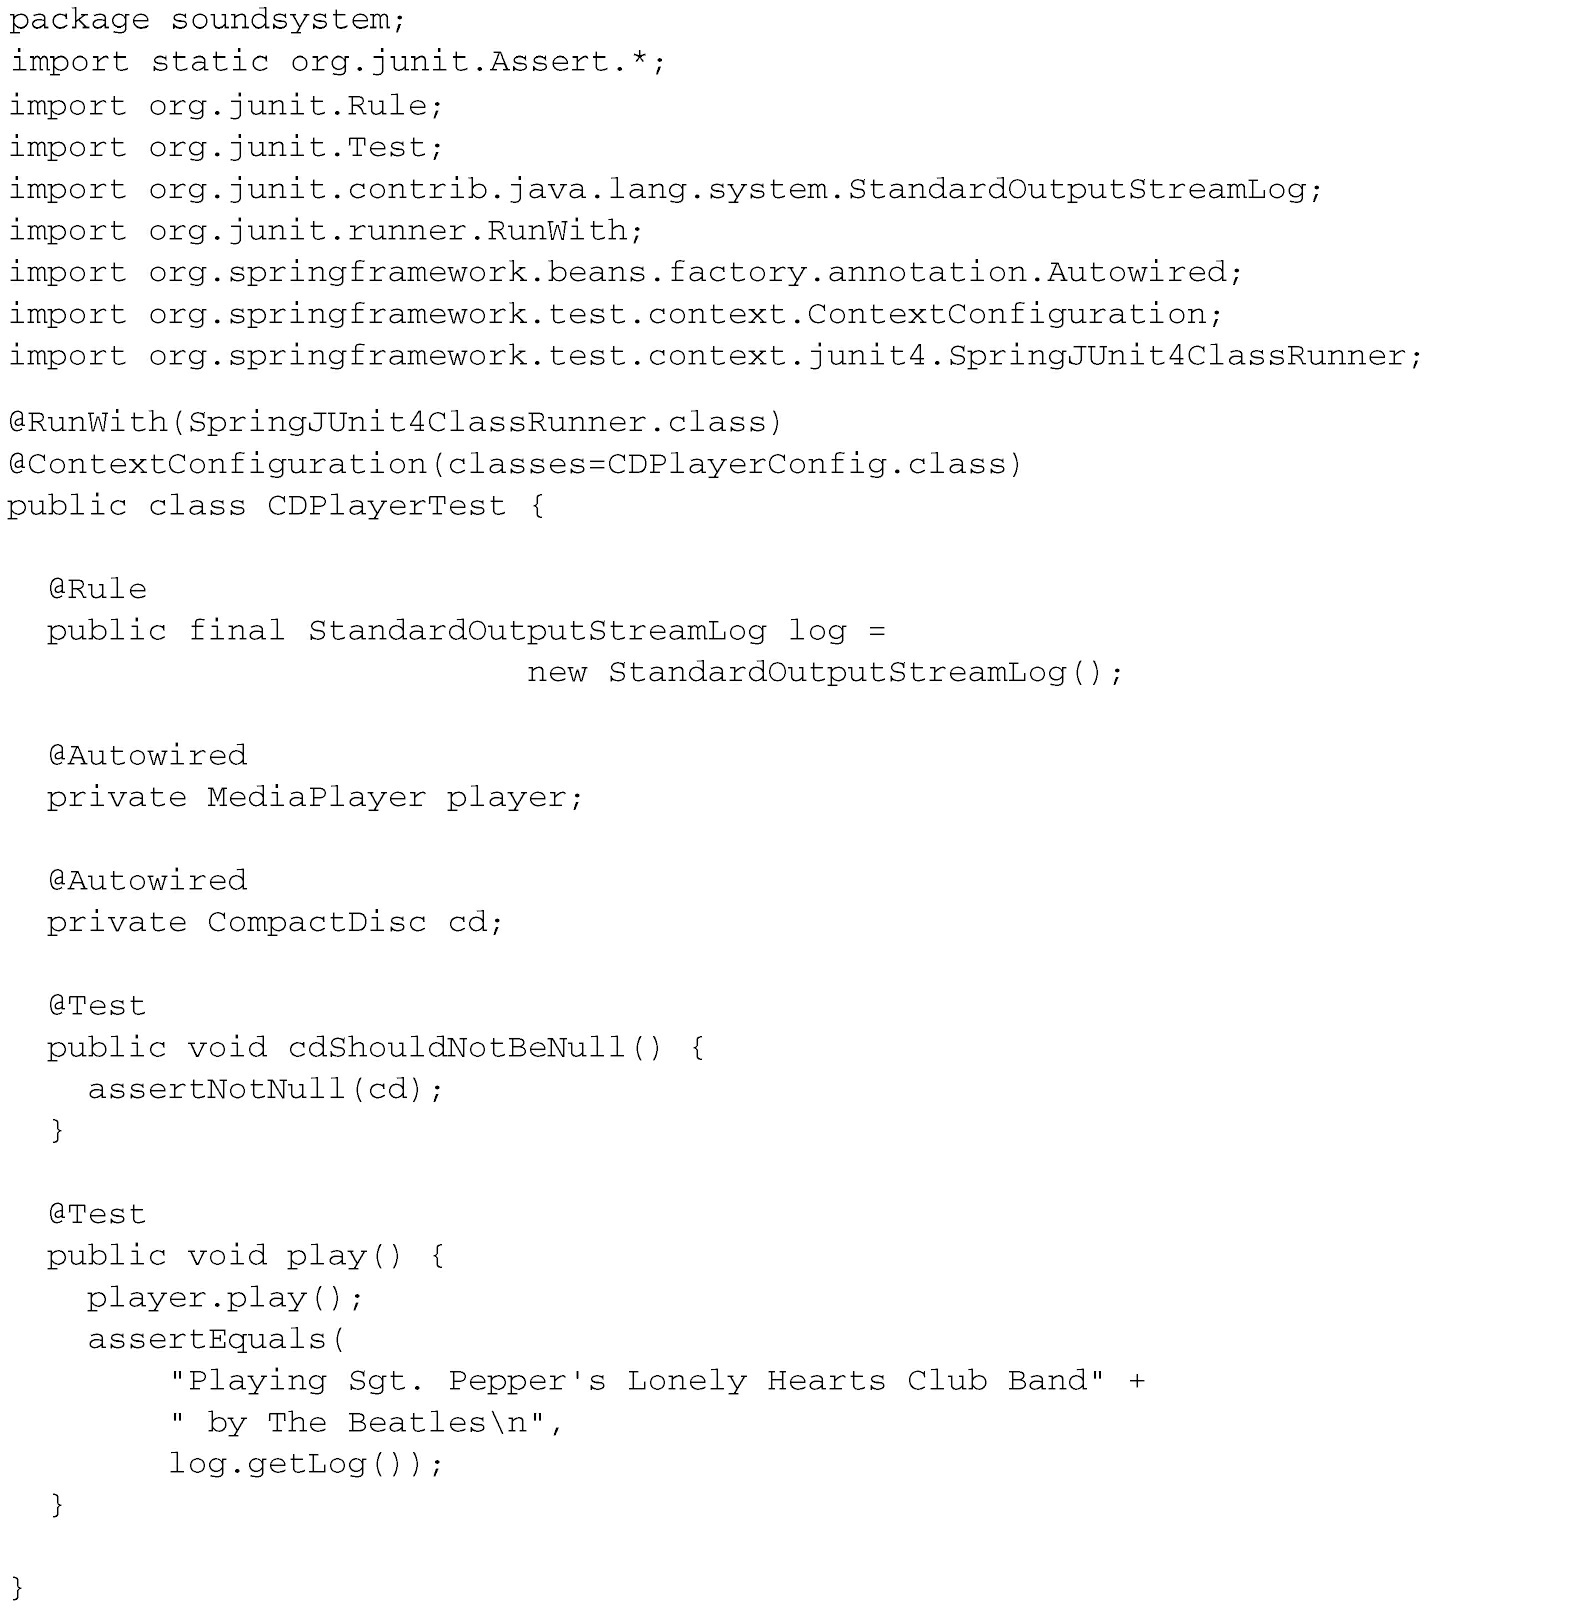 package soundsystem;
import static org.junit.Assert.*;
import org.junit.Rule;
import org.junit.Test;
import org.junit.contrib.java.lang.system.StandardOutputStreamLog;
import org.junit.runner.RunWith;
import org.springframework.beans.factory.annotation.Autowired;
import org.springframework.test.context.ContextConfiguration;
import org.springframework.test.context.junit4.SpringJUnit4ClassRunner;
@RunWith(SpringJUnit4ClassRunner.class)
@ContextConfiguration(classes=CDPlayerConfig.class)
public class CDPlayerTest {
@Rule
public final StandardOutputStreamLog log =
new StandardOutputStreamLog();
@Autowired
private MediaPlayer player;
@Autowired
private CompactDisc cd;
@Test
public void cdShouldNotBeNull() {
assertNotNull(cd);
}
@Test
public void play() {
player.play();
assertEquals(
"Playing Sgt. Pepper's Lonely Hearts Club Band" +
" by The Beatles\n",
log.getLog());
}
}